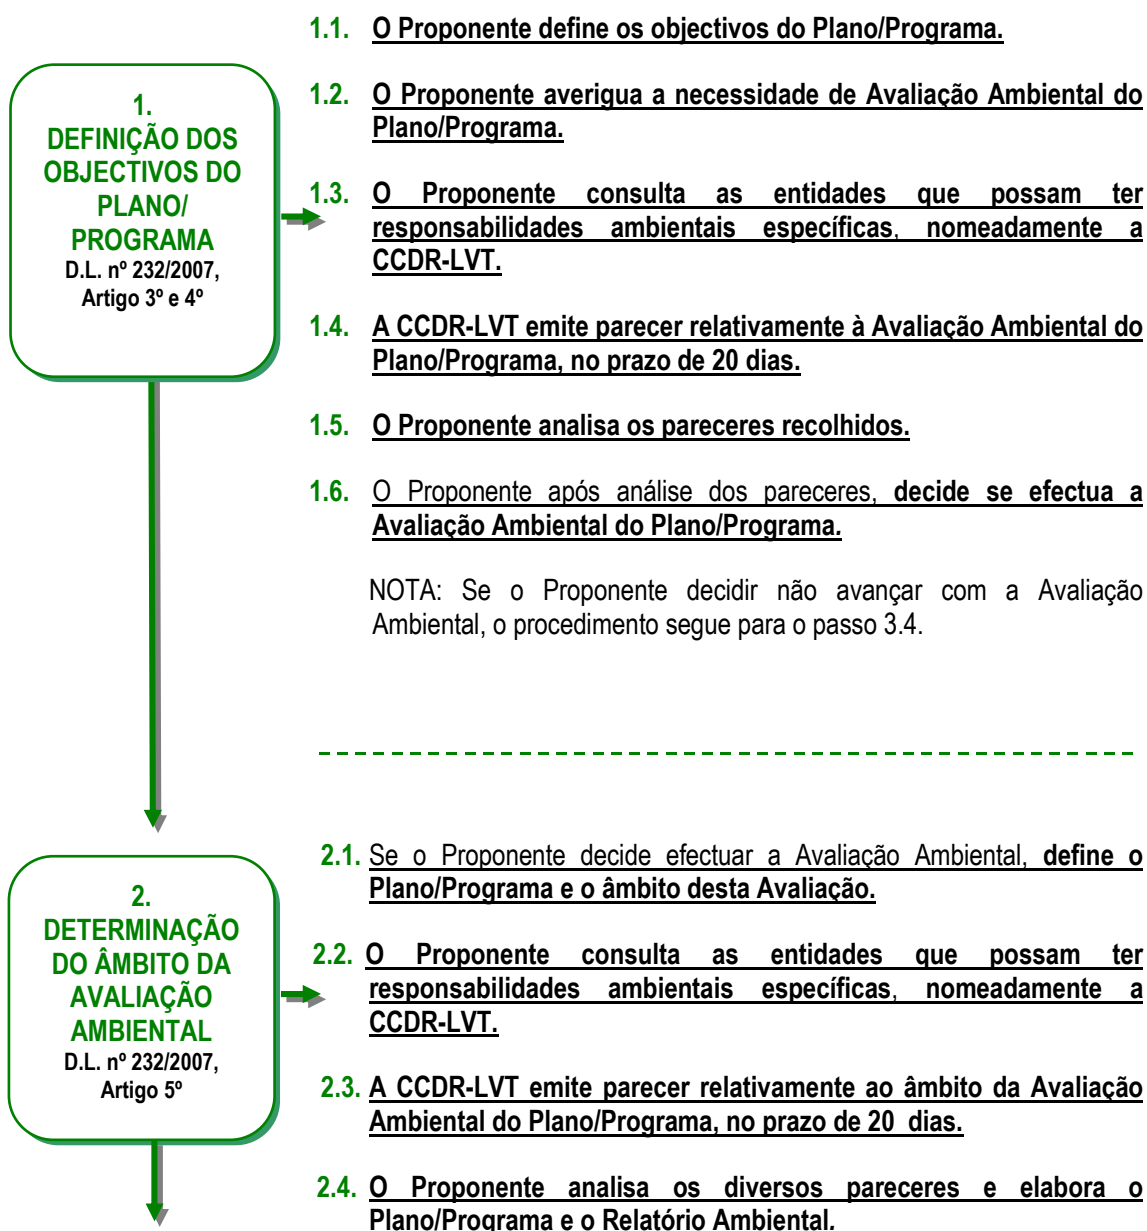 1.
DEFINIÇÃO DOS
OBJECTIVOS DO
PLANO/
PROGRAMA
D.L. nº 232/2007,
Artigo 3º e 4º
1.1. O Proponente define os objectivos do Plano/Programa.
1.2. O Proponente averigua a necessidade de Avaliação Ambiental do
Plano/Programa.
1.3. O Proponente consulta as entidades que possam ter
responsabilidades ambientais específicas, nomeadamente a
CCDR-LVT.
1.4. A CCDR-LVT emite parecer relativamente à Avaliação Ambiental do
Plano/Programa, no prazo de 20 dias.
1.5. O Proponente analisa os pareceres recolhidos.
1.6. O Proponente após análise dos pareceres, decide se efectua a
Avaliação Ambiental do Plano/Programa.
NOTA: Se o Proponente decidir não avançar com a Avaliação
Ambiental, o procedimento segue para o passo 3.4.
2.
DETERMINAÇÃO
DO ÂMBITO DA
AVALIAÇÃO
AMBIENTAL
D.L. nº 232/2007,
Artigo 5º
2.1. Se o Proponente decide efectuar a Avaliação Ambiental, define o
Plano/Programa e o âmbito desta Avaliação.
2.2. O Proponente consulta as entidades que possam ter
responsabilidades ambientais específicas, nomeadamente a
CCDR-LVT.
2.3. A CCDR-LVT emite parecer relativamente ao âmbito da Avaliação
Ambiental do Plano/Programa, no prazo de 20 dias.
2.4. O Proponente analisa os diversos pareceres e elabora o
Plano/Programa e o Relatório Ambiental.